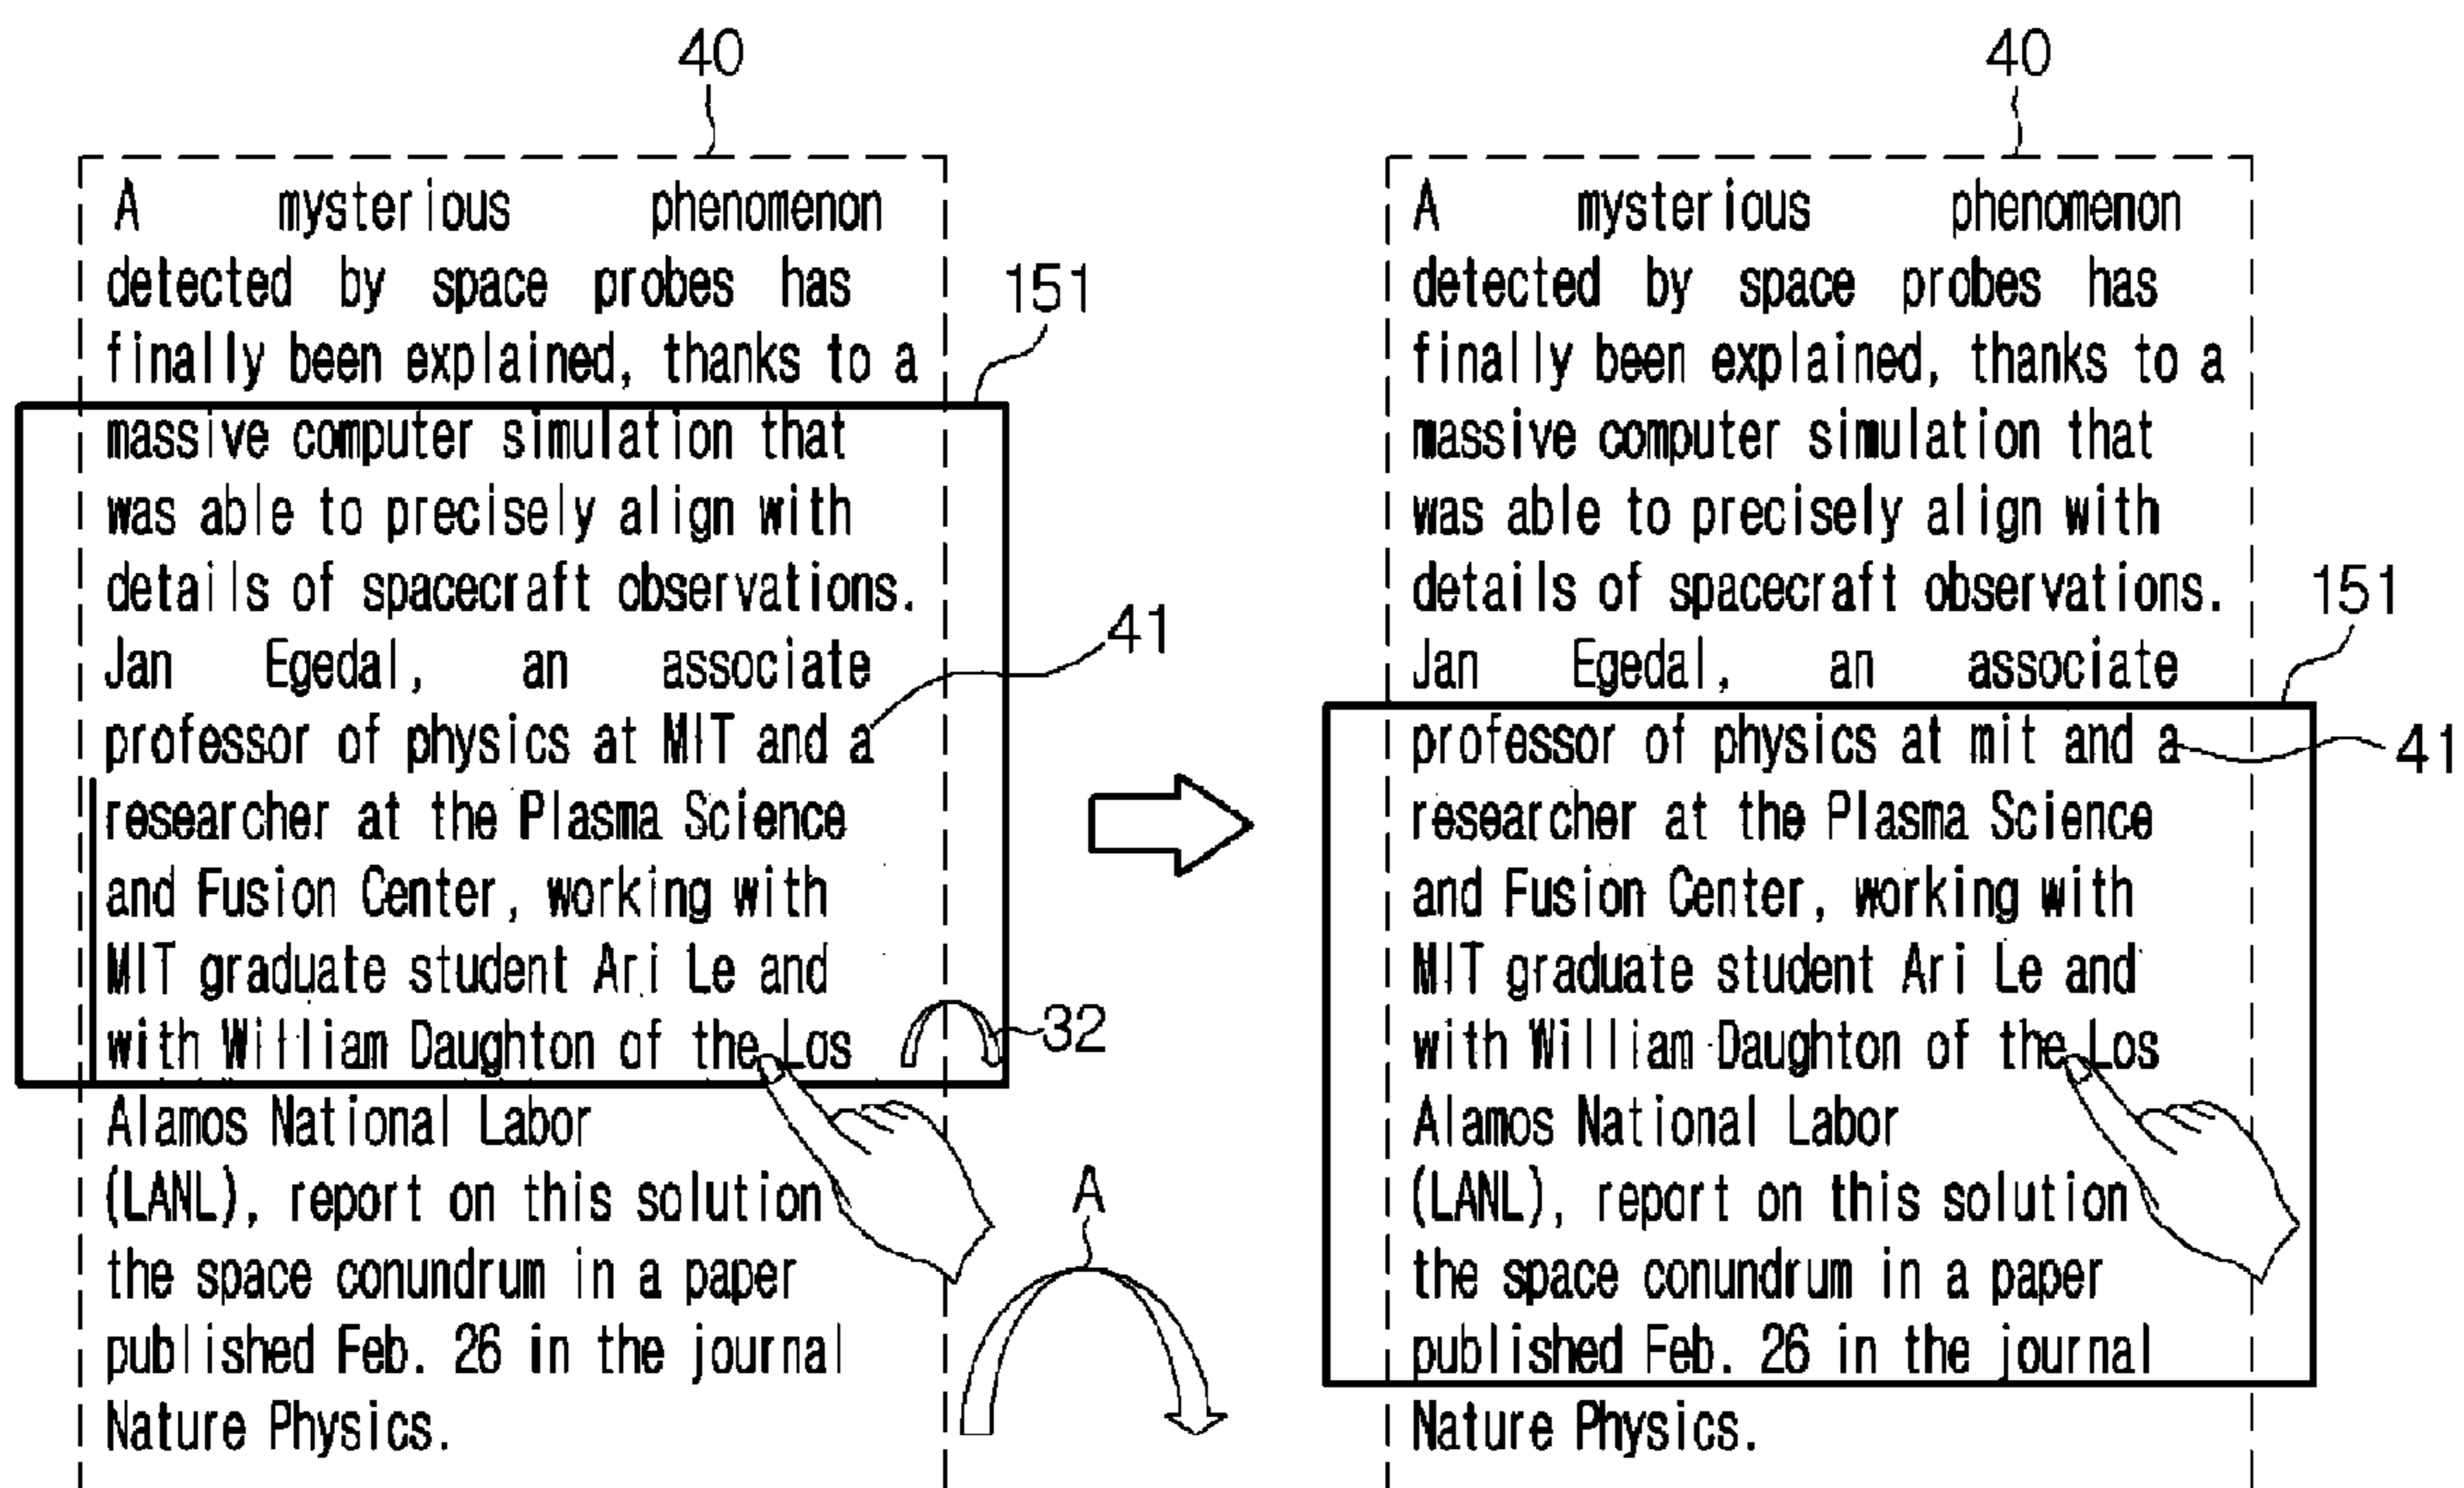 40
A mysterious phenomenon
detected by space probes has
finally been explained, thanks to a
151
massive computer simulation that
was able to precisely align with
details of spacecraft observations.
41
Jan Egedal, an associate
professor of physics at MIT and a
researcher at the Plasma Science
and Fusion Center, working with
MIT graduate student Ari Le and
with William Daughton of the Los
32
Alamos National Labor
(LANL), report on this solution
A
the space conundrum in a paper
published Feb. 26 in the journal
Nature Physics.
40
A mysterious phenomenon
detected by space probes has
finally been explained, thanks to a
massive computer simulation that
was able to precisely align with
details of spacecraft observations.
151
Jan Egedal, an associate
professor of physics at mit and a
41
researcher at the Plasma Science
and Fusion Center, working with
MIT graduate student Ari Le and
with William Daughton of the Los
Alamos National Labor
(LANL), report on this solution
the space conundrum in a paper
published Feb. 26 in the journal
Nature Physics.